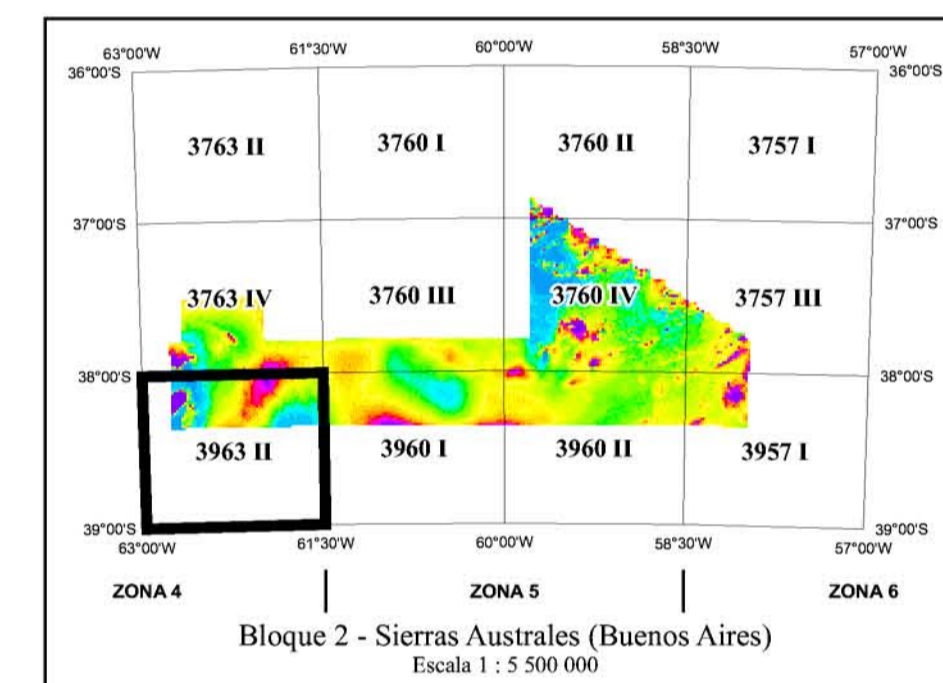 63°00'W 61°30'W 60°00'W 58°30'W 57°00'W
36°00'S 36°00'S
3763 II 3760 I 3760 II 3757 I
37°00'S 37°00'S
3763 IV 3760 III 3760 IV 3757 III
38°00'S 38°00'S
3963 II 3960 I 3960 II 3957 I
39°00'S 39°00'S
63°00'W 61°30'W 60°00'W 58°30'W 57°00'W
ZONA 4 ZONA 5 ZONA 6
Bloque 2 - Sierras Australes (Buenos Aires)
Escala 1 : 5 500 000